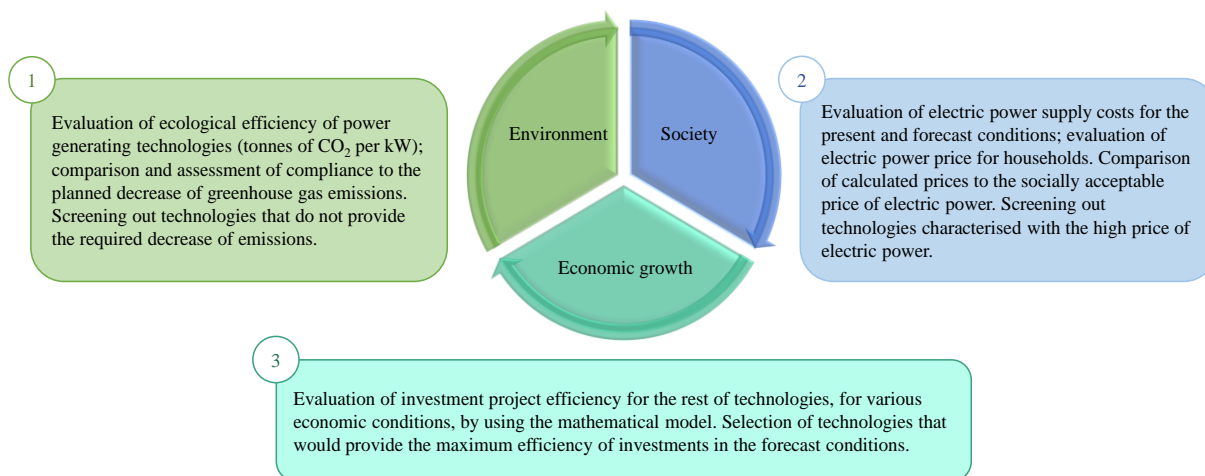 1
Evaluation of ecological efficiency of power
generating technologies (tonnes of CO₂ per kW);
comparison and assessment of compliance to the
planned decrease of greenhouse gas emissions.
Screening out technologies that do not provide
the required decrease of emissions.
Environment
Society
Economic growth
2
Evaluation of electric power supply costs for the
present and forecast conditions; evaluation of
electric power price for households. Comparison
of calculated prices to the socially acceptable
price of electric power. Screening out
technologies characterised with the high price of
electric power.
3
Evaluation of investment project efficiency for the rest of technologies, for various
economic conditions, by using the mathematical model. Selection of technologies that
would provide the maximum efficiency of investments in the forecast conditions.